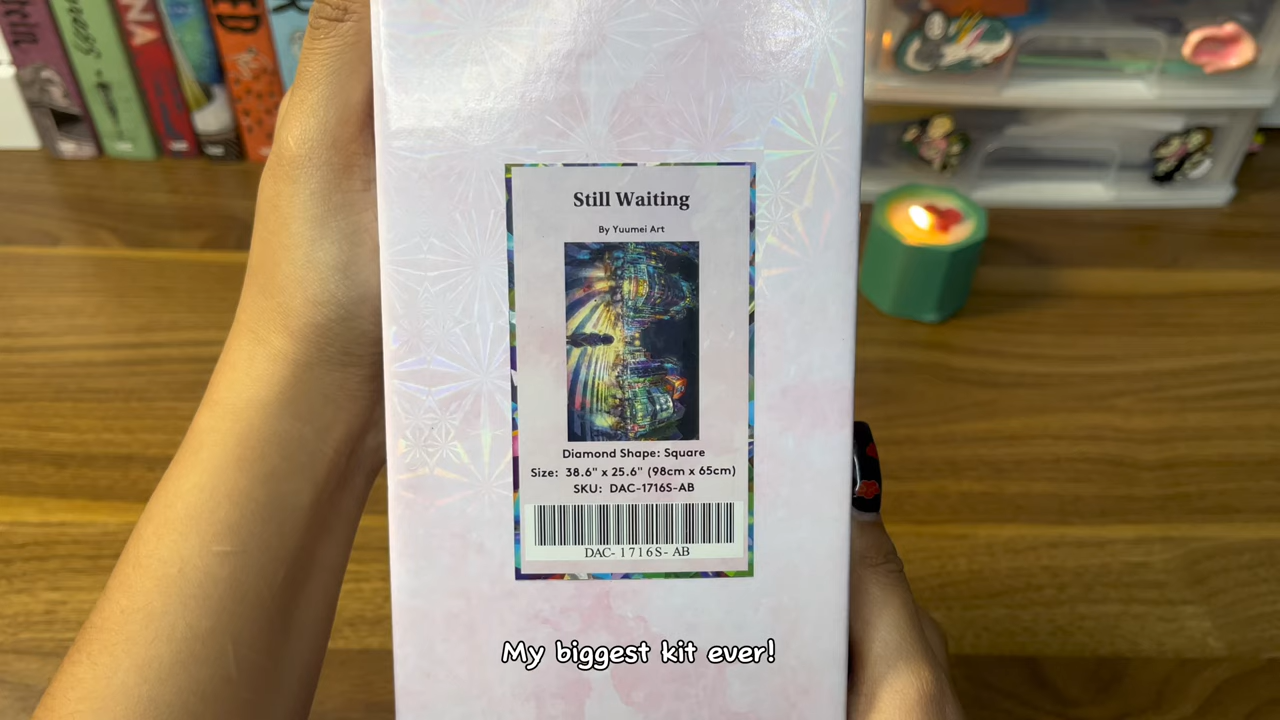 Still Waiting
By Yuumei Art
Diamond Shape: Square
Size: 38.6" x 25.6" (98cm x 65cm)
SKU: DAC-1716S-AB
DAC- 1716S- AB
My biggest kit ever!